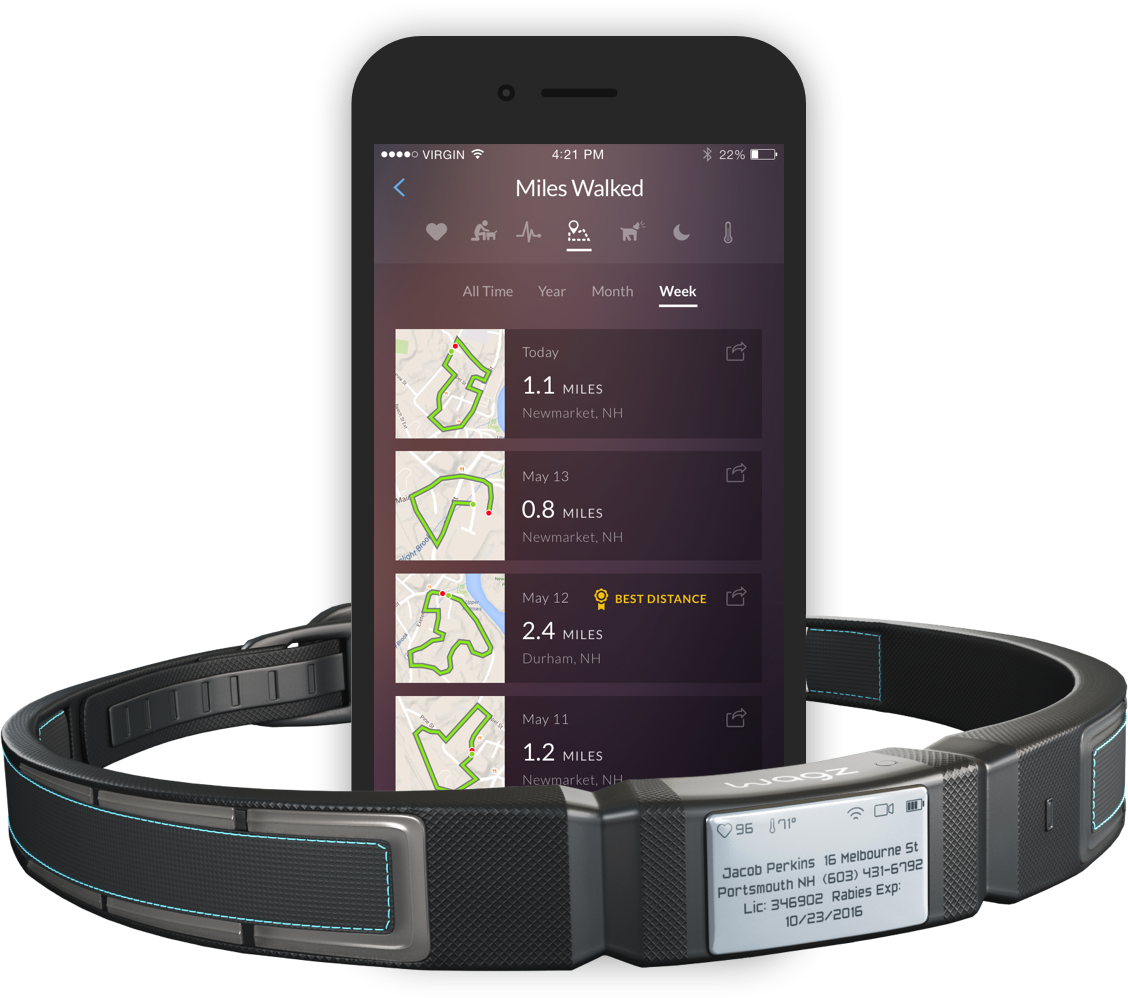 VIRGIN 4:21 PM 22%
Miles Walked
All Time Year Month Week
Today
1.1 MILES
Newmarket, NH
May 13
0.8 MILES
Newmarket, NH
May 12 BEST DISTANCE
2.4 MILES
Durham, NH
May 11
1.2 MILES
Newmarket, NH
wagz
96 71°
Jacob Perkins 16 Melbourne St
Portsmouth NH (603) 431-6792
Lic: 346902 Rabies Exp:
10/23/2016